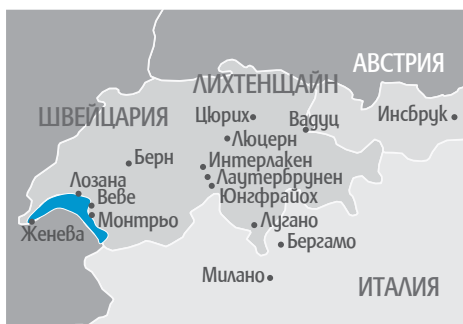 АВСТРИЯ
ЛИХТЕНЩАЙН
ШВЕЙЦАРИЯ
Цюрих
Вадуц
Инсбрук
Люцерн
Берн
Интерлакен
Лаутербрунен
Юнгфрайох
Лозана
Веве
Монтрьо
Женева
Лугано
Бергамо
Милано
ИТАЛИЯ